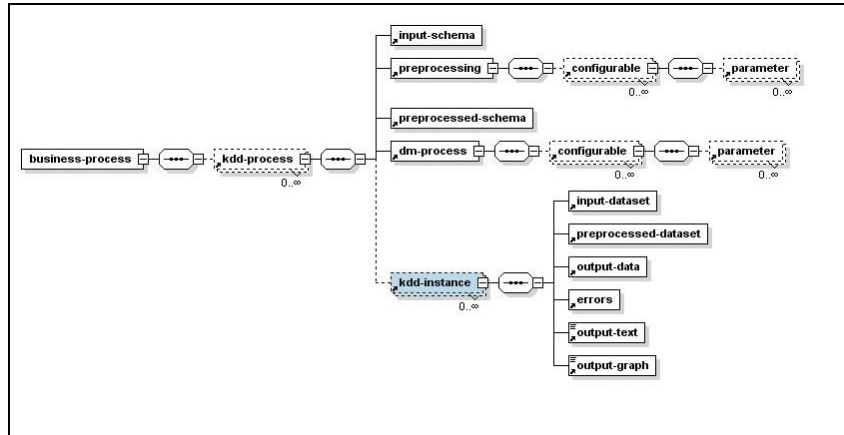 input-schema
preprocessing
configurable
parameter
0..∞
0..∞
preprocessed-schema
business-process
kdd-process
dm-process
configurable
parameter
0..∞
0..∞
0..∞
input-dataset
preprocessed-dataset
output-data
kdd-instance
0..∞
errors
output-text
output-graph